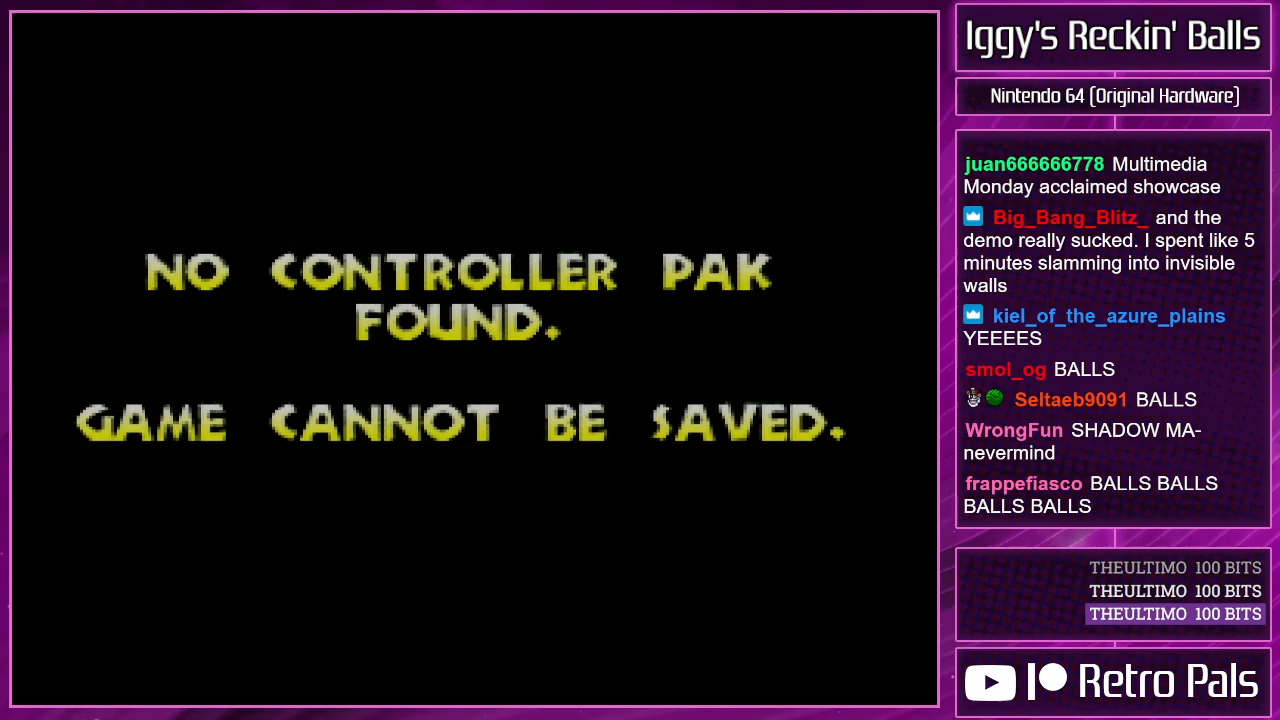 NO CONTROLLER PAK
FOUND.
GAME CANNOT BE SAVED.
Iggy's Reckin' Balls
Nintendo 64 (Original Hardware)
juan666666778 Multimedia
Monday acclaimed showcase
Big_Bang_Blitz_ and the
demo really sucked. I spent like 5
minutes slamming into invisible
walls
kiel_of_the_azure_plains
YEEEES
smol_og BALLS
Seltaeb9091 BALLS
WrongFun SHADOW MA-
nevermind
frappefiasco BALLS BALLS
BALLS BALLS
THEULTIMO 100 BITS
THEULTIMO 100 BITS
THEULTIMO 100 BITS
Retro Pals